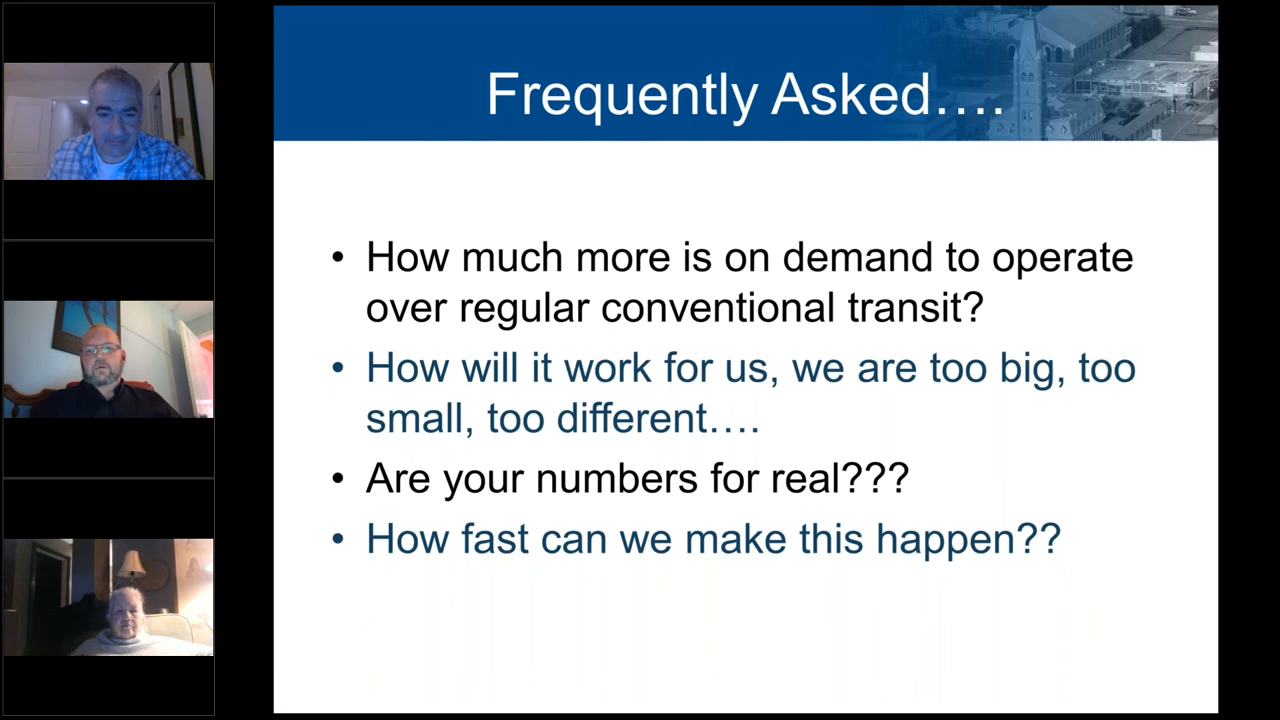 Frequently Asked….
• How much more is on demand to operate
over regular conventional transit?
• How will it work for us, we are too big, too
small, too different….
• Are your numbers for real???
• How fast can we make this happen??